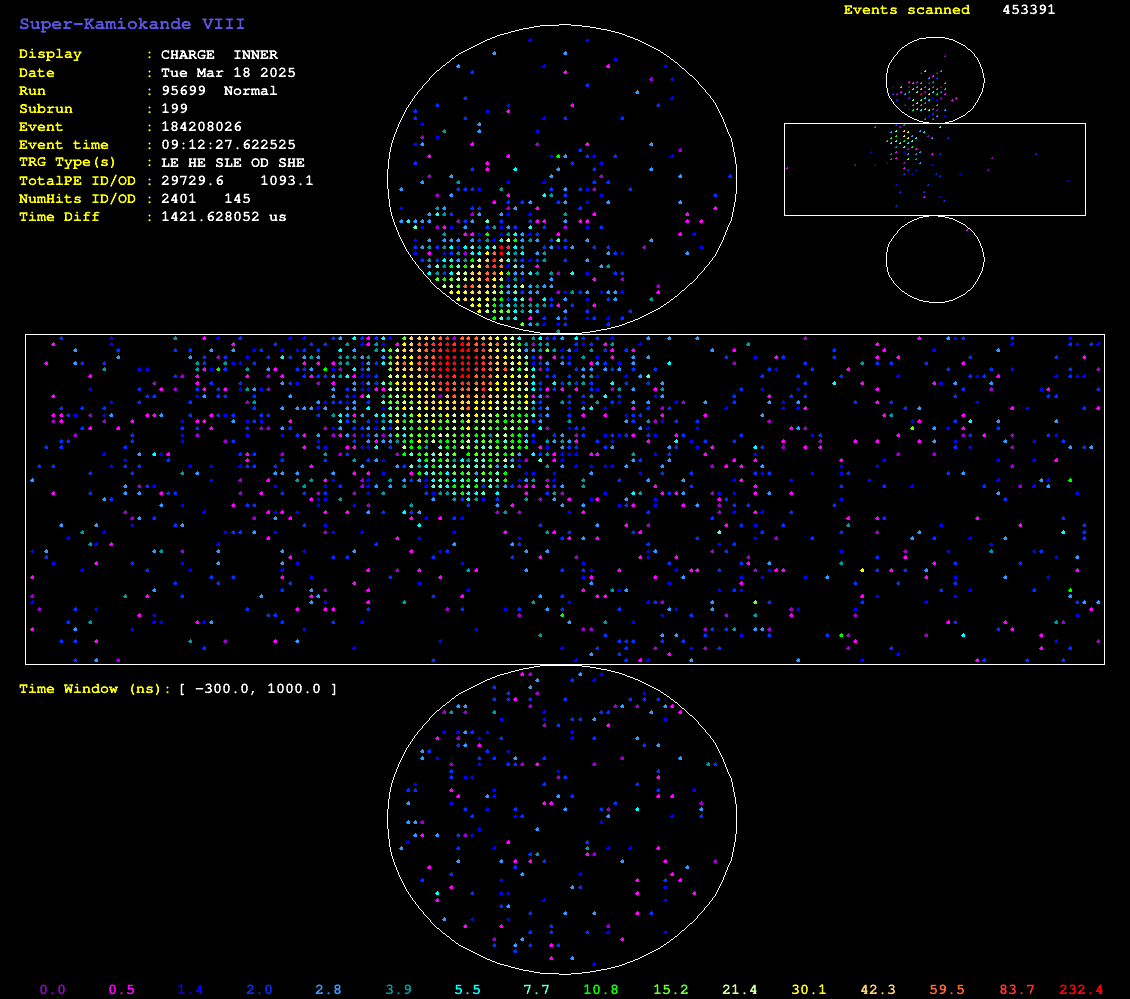 Super-Kamiokande VIII
Events scanned 453391
Display : CHARGE INNER
Date : Tue Mar 18 2025
Run : 95699 Normal
Subrun : 199
Event : 184208026
Event time : 09:12:27.622525
TRG Type(s) : LE HE SLE OD SHE
TotalPE ID/OD : 29729.6 1093.1
NumHits ID/OD : 2401 145
Time Diff : 1421.628052 us
Time Window (ns): [ -300.0, 1000.0 ]
0.0 0.5 1.4 2.0 2.8 3.9 5.5 7.7 10.8 15.2 21.4 30.1 42.3 59.5 83.7 232.4